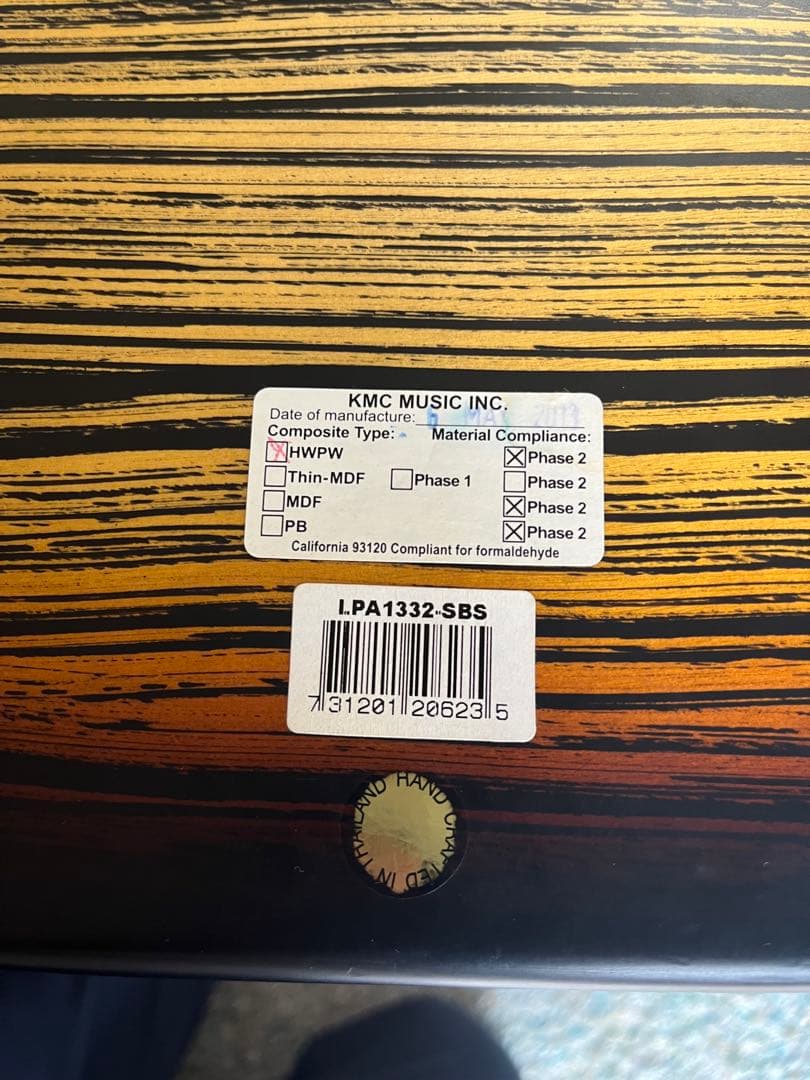 KMC MUSIC INC.
Date of manufacture: 6 MAY
Composite Type: Material Compliance:
HWPW Phase 2
Thin-MDF Phase 1 Phase 2
MDF Phase 2
PB Phase 2
California 93120 Compliant for formaldehyde
LPA1332-SBS
7 31201 20623 5
HAND CRAFTED IN THAILAND